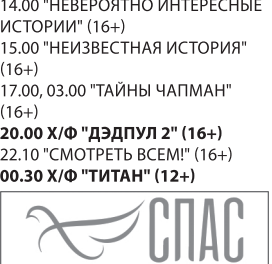 14.00 "НЕВЕРОЯТНО ИНТЕРЕСНЫЕ
ИСТОРИИ" (16+)
15.00 "НЕИЗВЕСТНАЯ ИСТОРИЯ"
(16+)
17.00, 03.00 "ТАЙНЫ ЧАПМАН"
(16+)
20.00 Х/Ф "ДЭДПУЛ 2" (16+)
22.10 "СМОТРЕТЬ ВСЕМ!" (16+)
00.30 Х/Ф "ТИТАН" (12+)
СПАС